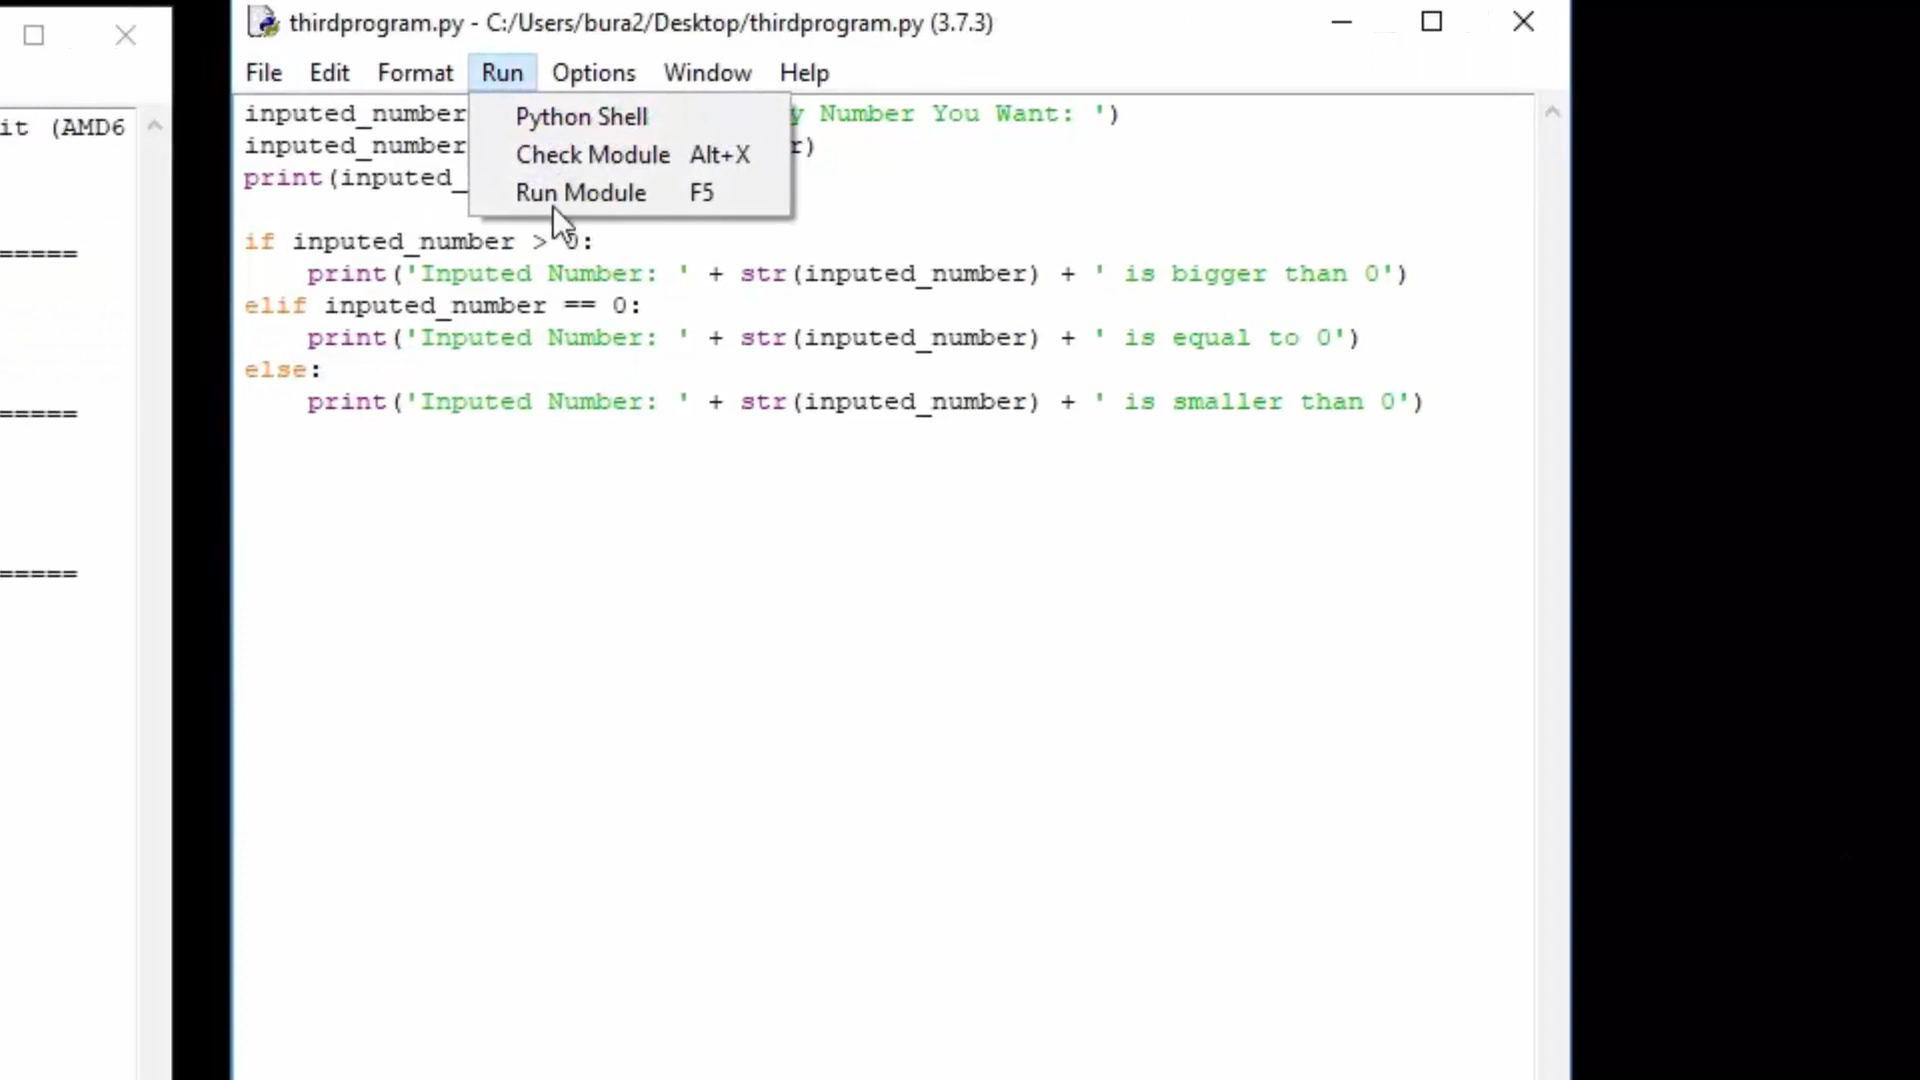 thirdprogram.py - C:/Users/bura2/Desktop/thirdprogram.py (3.7.3)
File Edit Format Run Options Window Help
Python Shell
Check Module Alt+X
Run Module F5
inputed_number y Number You Want: ')
inputed_number r)
print(inputed_
if inputed_number > 0:
print('Inputed Number: ' + str(inputed_number) + ' is bigger than 0')
elif inputed_number == 0:
print('Inputed Number: ' + str(inputed_number) + ' is equal to 0')
else:
print('Inputed Number: ' + str(inputed_number) + ' is smaller than 0')
it (AMD6
=====
=====
=====